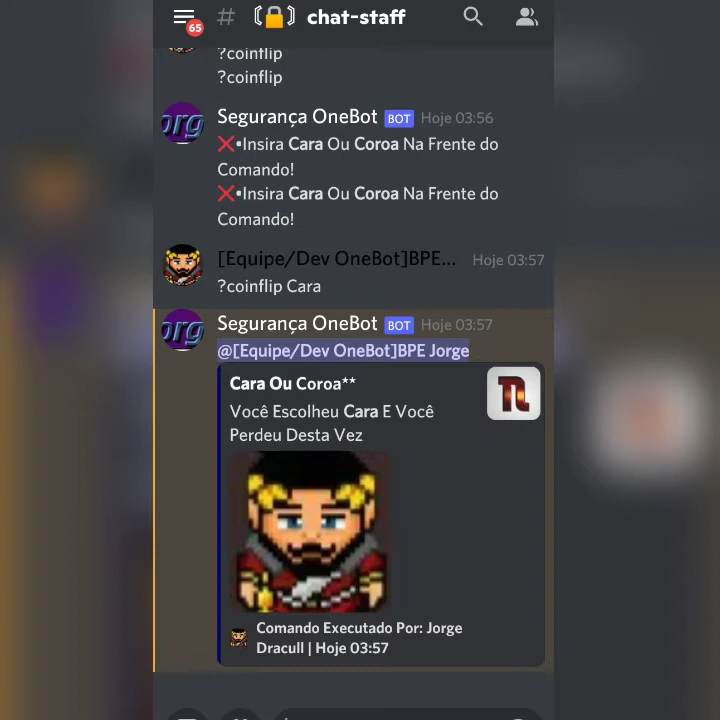 65
# 〔🔒〕 chat-staff
?coinflip
?coinflip
org
Segurança OneBot BOT Hoje 03:56
❌•Insira Cara Ou Coroa Na Frente do
Comando!
❌•Insira Cara Ou Coroa Na Frente do
Comando!
[Equipe/Dev OneBot]BPE... Hoje 03:57
?coinflip Cara
org
Segurança OneBot BOT Hoje 03:57
@[Equipe/Dev OneBot]BPE Jorge
Cara Ou Coroa**
Você Escolheu Cara E Você
Perdeu Desta Vez
Comando Executado Por: Jorge
Dracull | Hoje 03:57